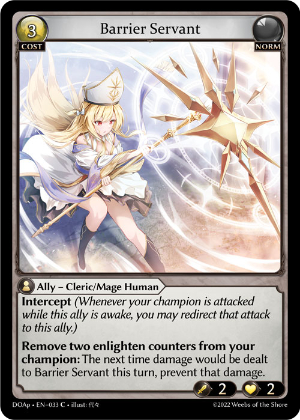 3
Barrier Servant
COST
NORM
Ally – Cleric/Mage Human
Intercept (Whenever your champion is attacked
while this ally is awake, you may redirect that attack
to this ally.)
Remove two enlighten counters from your
champion: The next time damage would be dealt
to Barrier Servant this turn, prevent that damage.
2
2
DOAp • EN-033 C • illust: 代々
©2022 Weebs of the Shore